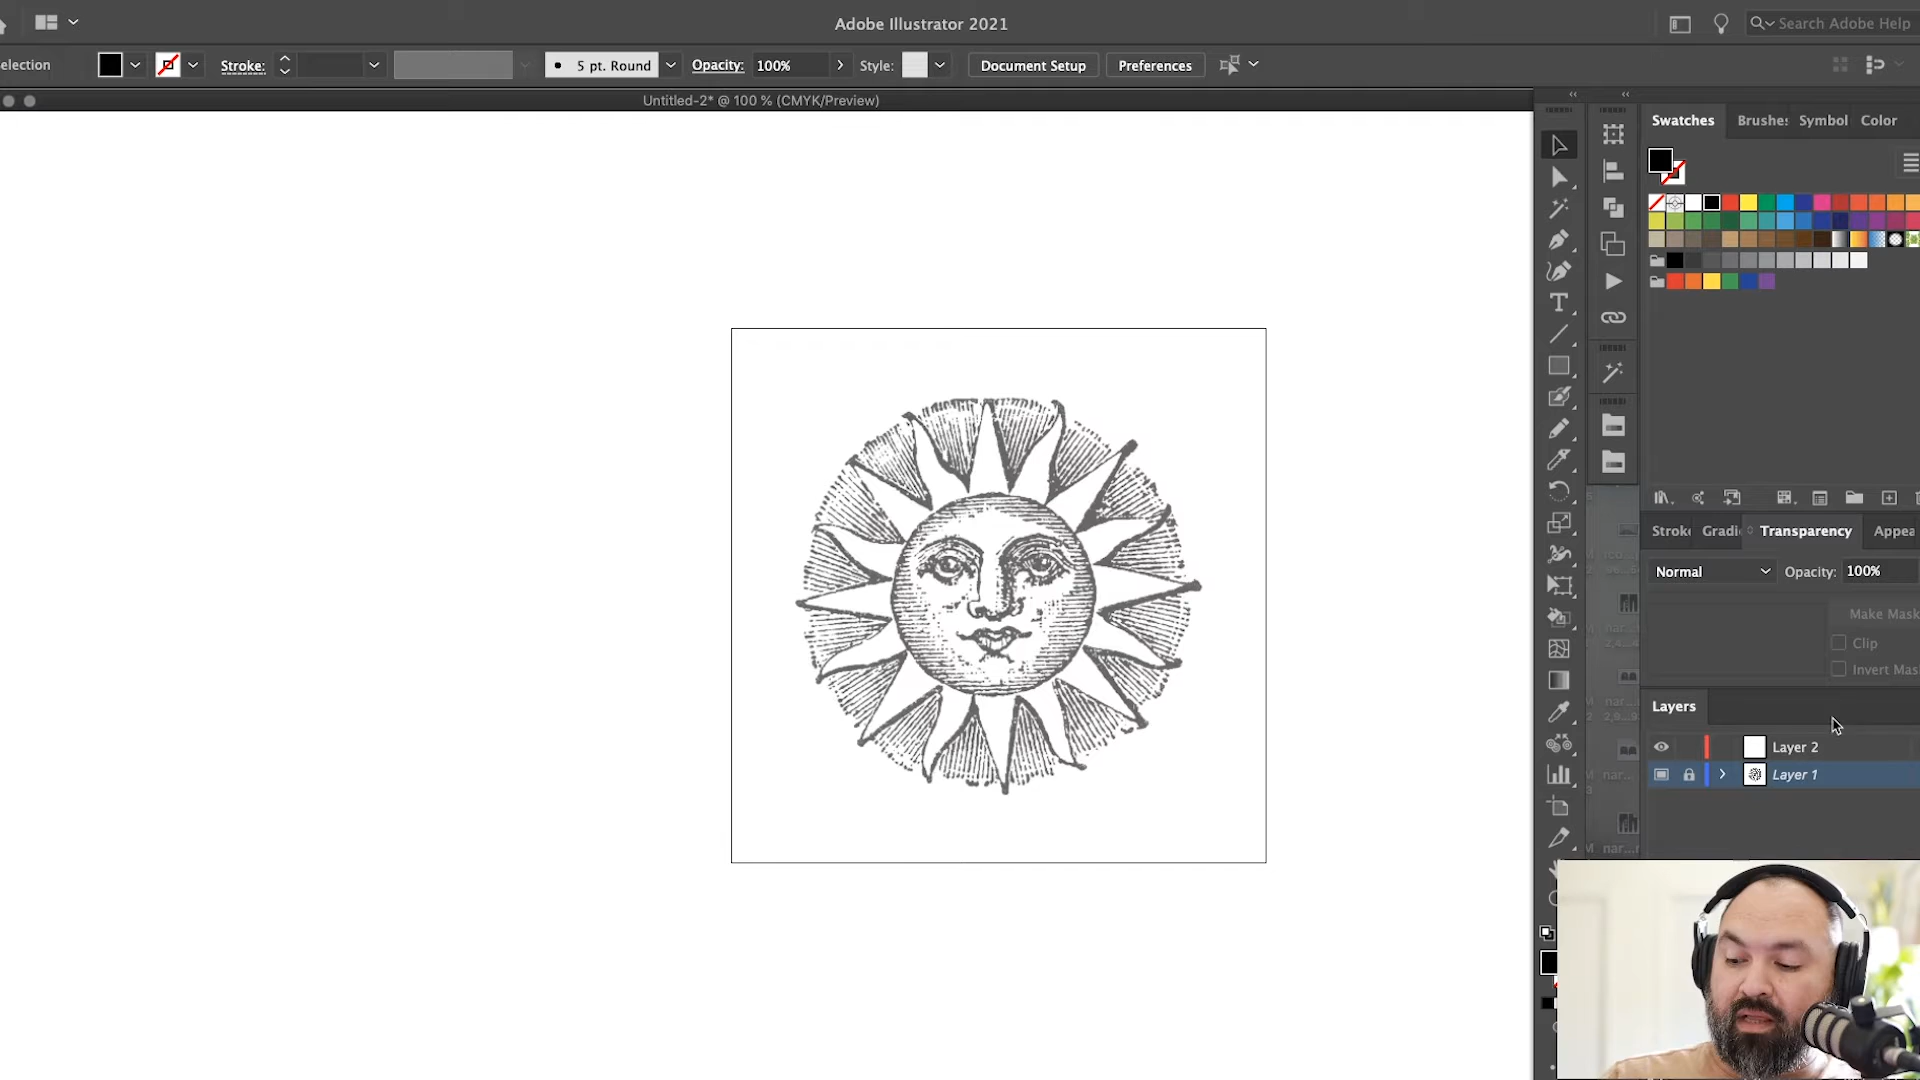 Adobe Illustrator 2021
Search Adobe Help
election
Stroke:
5 pt. Round
Opacity:
100%
Style:
Document Setup
Preferences
Untitled-2* @ 100 % (CMYK/Preview)
Swatches
Brushe:
Symbol
Color
Stroke
Gradi
Transparency
Appea
Normal
Opacity:
100%
Make Mask
Clip
Invert Mas
Layers
Layer 2
Layer 1